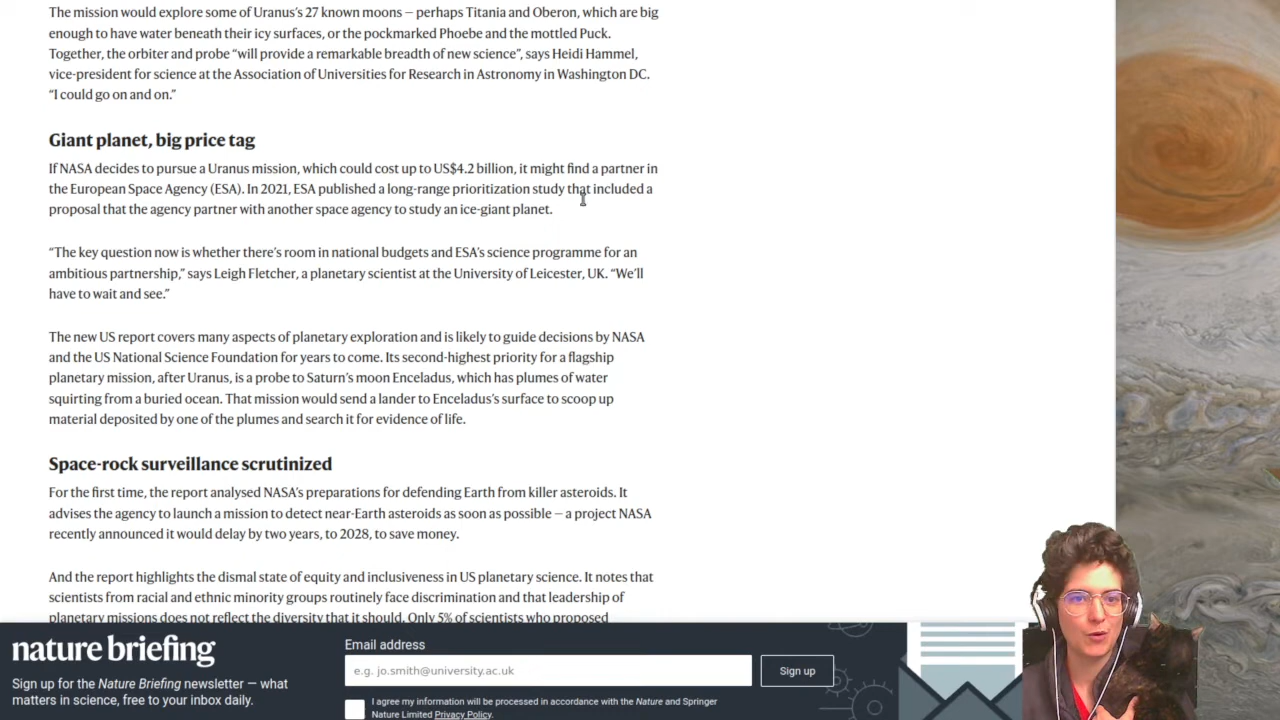 The mission would explore some of Uranus’s 27 known moons — perhaps Titania and Oberon, which are big
enough to have water beneath their icy surfaces, or the pockmarked Phoebe and the mottled Puck.
Together, the orbiter and probe “will provide a remarkable breadth of new science”, says Heidi Hammel,
vice-president for science at the Association of Universities for Research in Astronomy in Washington DC.
“I could go on and on.”
Giant planet, big price tag
If NASA decides to pursue a Uranus mission, which could cost up to US$4.2 billion, it might find a partner in
the European Space Agency (ESA). In 2021, ESA published a long-range prioritization study that included a
proposal that the agency partner with another space agency to study an ice-giant planet.
“The key question now is whether there’s room in national budgets and ESA’s science programme for an
ambitious partnership,” says Leigh Fletcher, a planetary scientist at the University of Leicester, UK. “We’ll
have to wait and see.”
The new US report covers many aspects of planetary exploration and is likely to guide decisions by NASA
and the US National Science Foundation for years to come. Its second-highest priority for a flagship
planetary mission, after Uranus, is a probe to Saturn’s moon Enceladus, which has plumes of water
squirting from a buried ocean. That mission would send a lander to Enceladus’s surface to scoop up
material deposited by one of the plumes and search it for evidence of life.
Space-rock surveillance scrutinized
For the first time, the report analysed NASA’s preparations for defending Earth from killer asteroids. It
advises the agency to launch a mission to detect near-Earth asteroids as soon as possible — a project NASA
recently announced it would delay by two years, to 2028, to save money.
And the report highlights the dismal state of equity and inclusiveness in US planetary science. It notes that
scientists from racial and ethnic minority groups routinely face discrimination and that leadership of
planetary missions does not reflect the diversity that it should. Only 5% of scientists who proposed
nature briefing
Sign up for the Nature Briefing newsletter — what
matters in science, free to your inbox daily.
Email address
e.g. jo.smith@university.ac.uk
Sign up
I agree my information will be processed in accordance with the Nature and Springer
Nature Limited Privacy Policy.